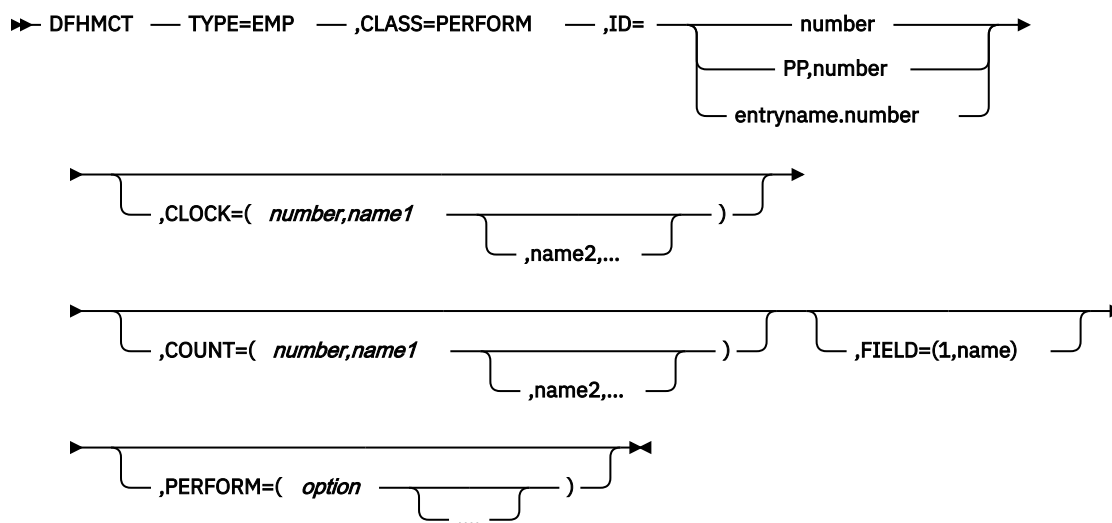 DFHMCT TYPE=EMP ,CLASS=PERFORM ,ID= number
PP,number
entryname.number
,CLOCK=( number,name1 )
,name2,...
,COUNT=( number,name1 ) ,FIELD=(1,name)
,name2,...
,PERFORM=( option )